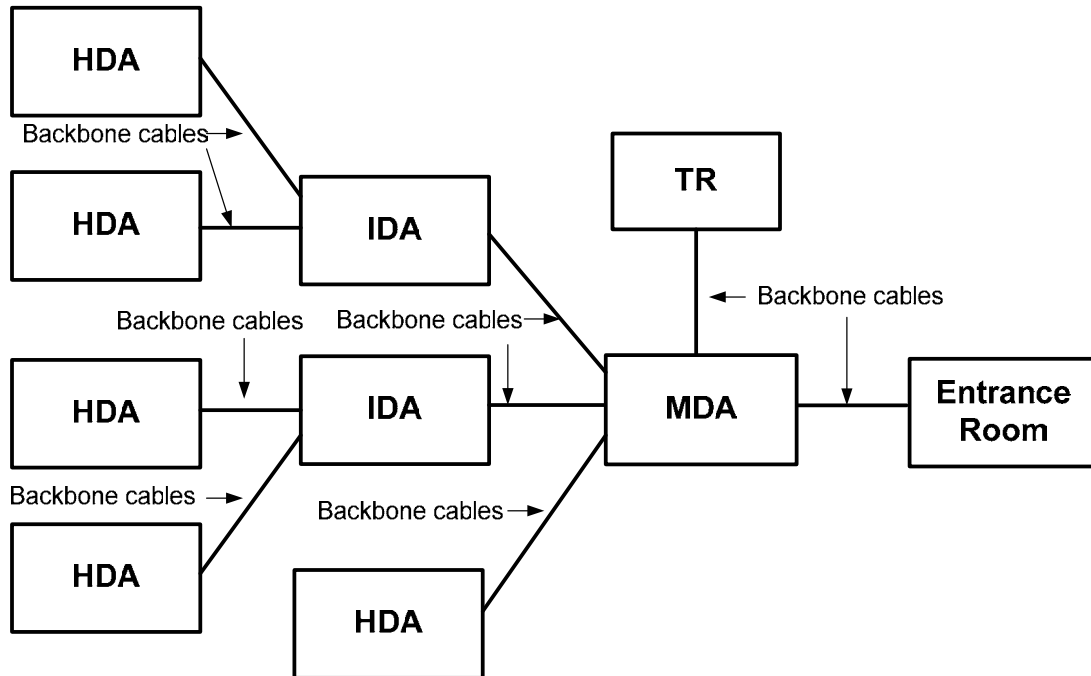 HDA
Backbone cables
HDA
IDA
TR
Backbone cables
Backbone cables
Backbone cables
HDA
IDA
MDA
Entrance
Room
Backbone cables
Backbone cables
HDA
HDA